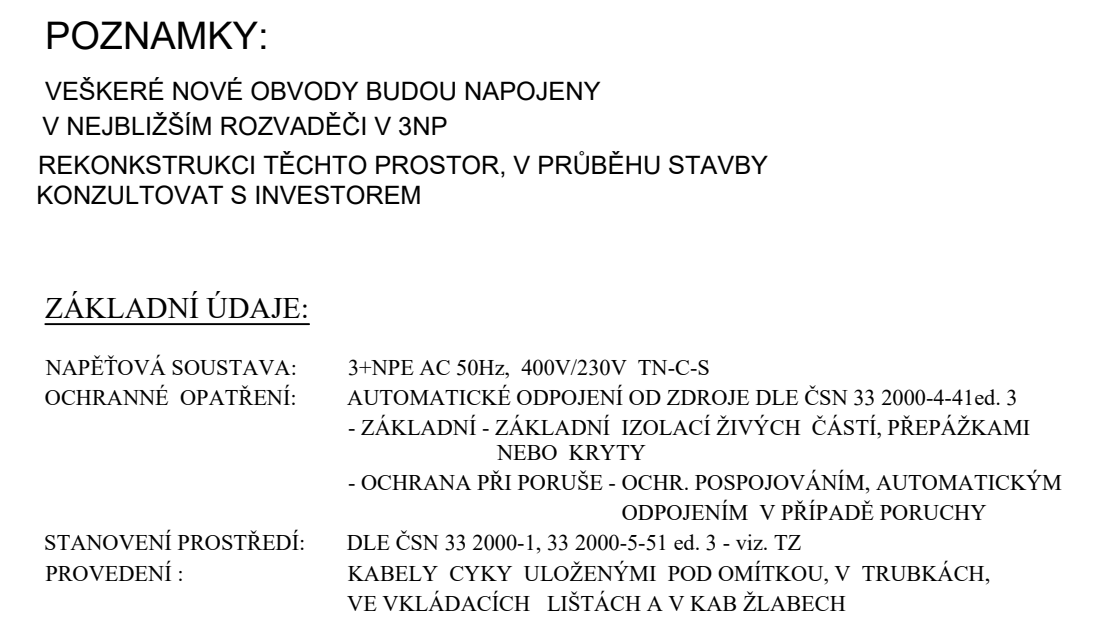 POZNAMKY:
VEŠKERÉ NOVÉ OBVODY BUDOU NAPOJENY
V NEJBLIŽŠÍM ROZVADĚČI V 3NP
REKONKSTRUKCI TĚCHTO PROSTOR, V PRŮBĚHU STAVBY
KONZULTOVAT S INVESTOREM
ZÁKLADNÍ ÚDAJE:
NAPĚŤOVÁ SOUSTAVA: 3+NPE AC 50Hz, 400V/230V TN-C-S
OCHRANNÉ OPATŘENÍ: AUTOMATICKÉ ODPOJENÍ OD ZDROJE DLE ČSN 33 2000-4-41ed. 3
- ZÁKLADNÍ - ZÁKLADNÍ IZOLACÍ ŽIVÝCH ČÁSTÍ, PŘEPÁŽKAMI
NEBO KRYTY
- OCHRANA PŘI PORUŠE - OCHR. POSPOJOVÁNÍM, AUTOMATICKÝM
ODPOJENÍM V PŘÍPADĚ PORUCHY
STANOVENÍ PROSTŘEDÍ: DLE ČSN 33 2000-1, 33 2000-5-51 ed. 3 - viz. TZ
PROVEDENÍ : KABELY CYKY ULOŽENÝMI POD OMÍTKOU, V TRUBKÁCH,
VE VKLÁDACÍCH LIŠTÁCH A V KAB ŽLABECH